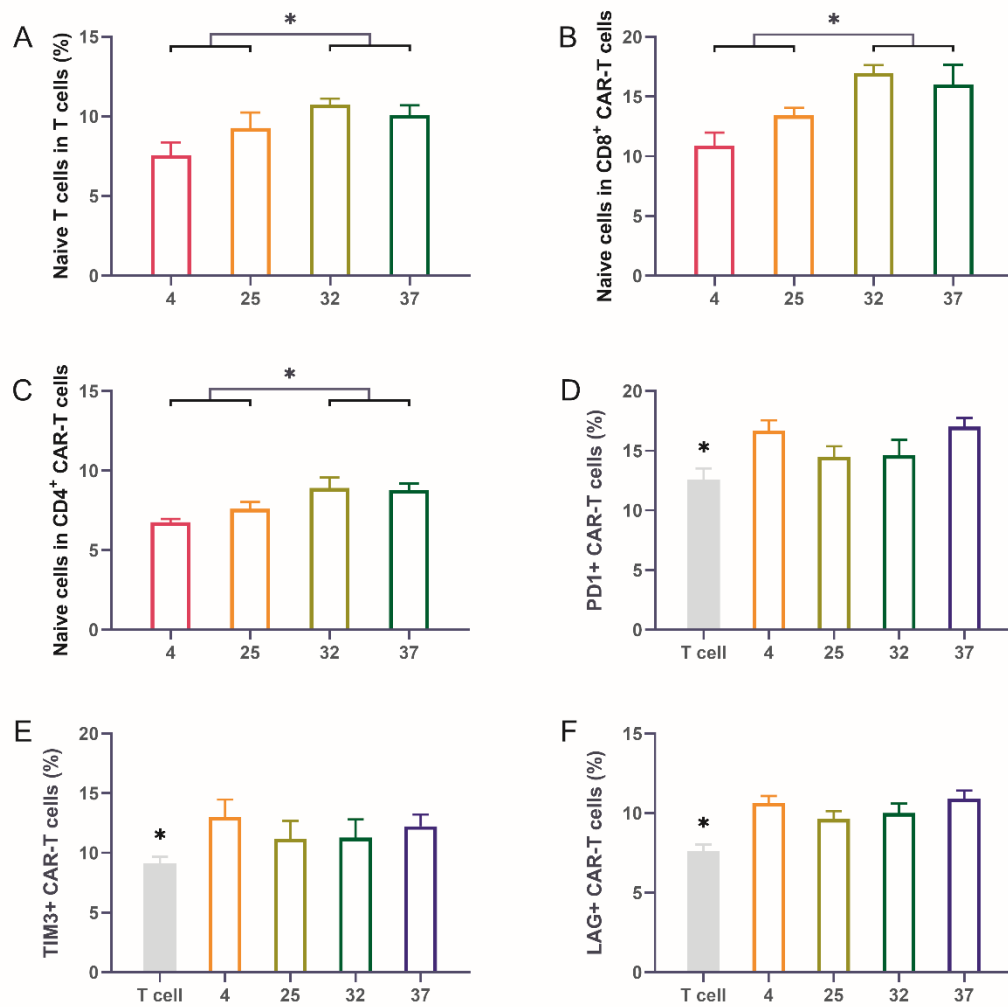 A
Naive T cells in T cells (%)
*
15
10
5
0
4 25 32 37
B
Naive cells in CD8⁺ CAR-T cells
*
20
15
10
5
0
4 25 32 37
C
Naive cells in CD4⁺ CAR-T cells
*
15
10
5
0
4 25 32 37
D
PD1+ CAR-T cells (%)
20
15
10
5
0
*
T cell 4 25 32 37
E
TIM3+ CAR-T cells (%)
20
15
10
5
0
*
T cell 4 25 32 37
F
LAG+ CAR-T cells (%)
15
10
5
0
*
T cell 4 25 32 37